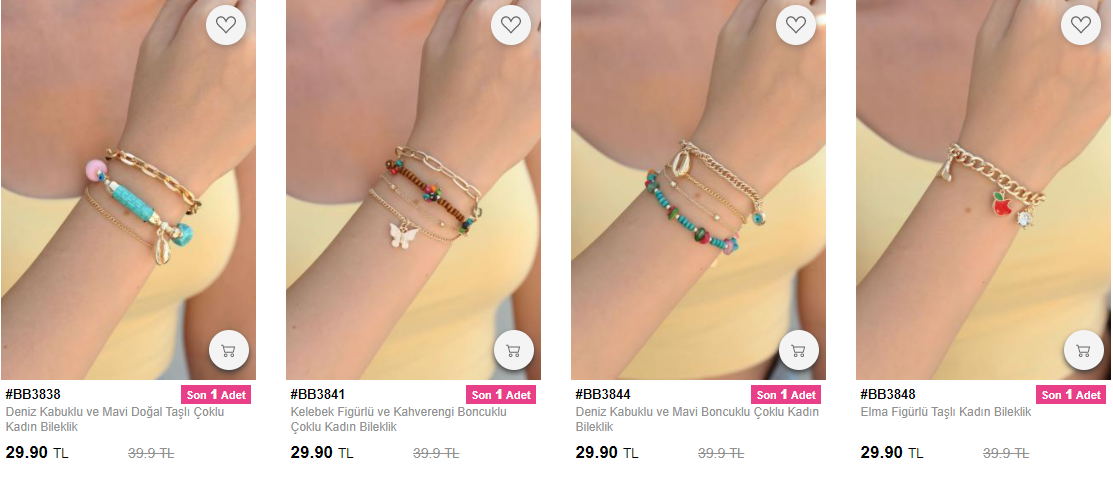 #BB3838
Son 1 Adet
Deniz Kabuklu ve Mavi Doğal Taşlı Çoklu
Kadın Bileklik
29.90 TL
39.9 TL
#BB3841
Son 1 Adet
Kelebek Figürlü ve Kahverengi Boncuklu
Çoklu Kadın Bileklik
29.90 TL
39.9 TL
#BB3844
Son 1 Adet
Deniz Kabuklu ve Mavi Boncuklu Çoklu Kadın
Bileklik
29.90 TL
39.9 TL
#BB3848
Son 1 Adet
Elma Figürlü Taşlı Kadın Bileklik
29.90 TL
39.9 TL